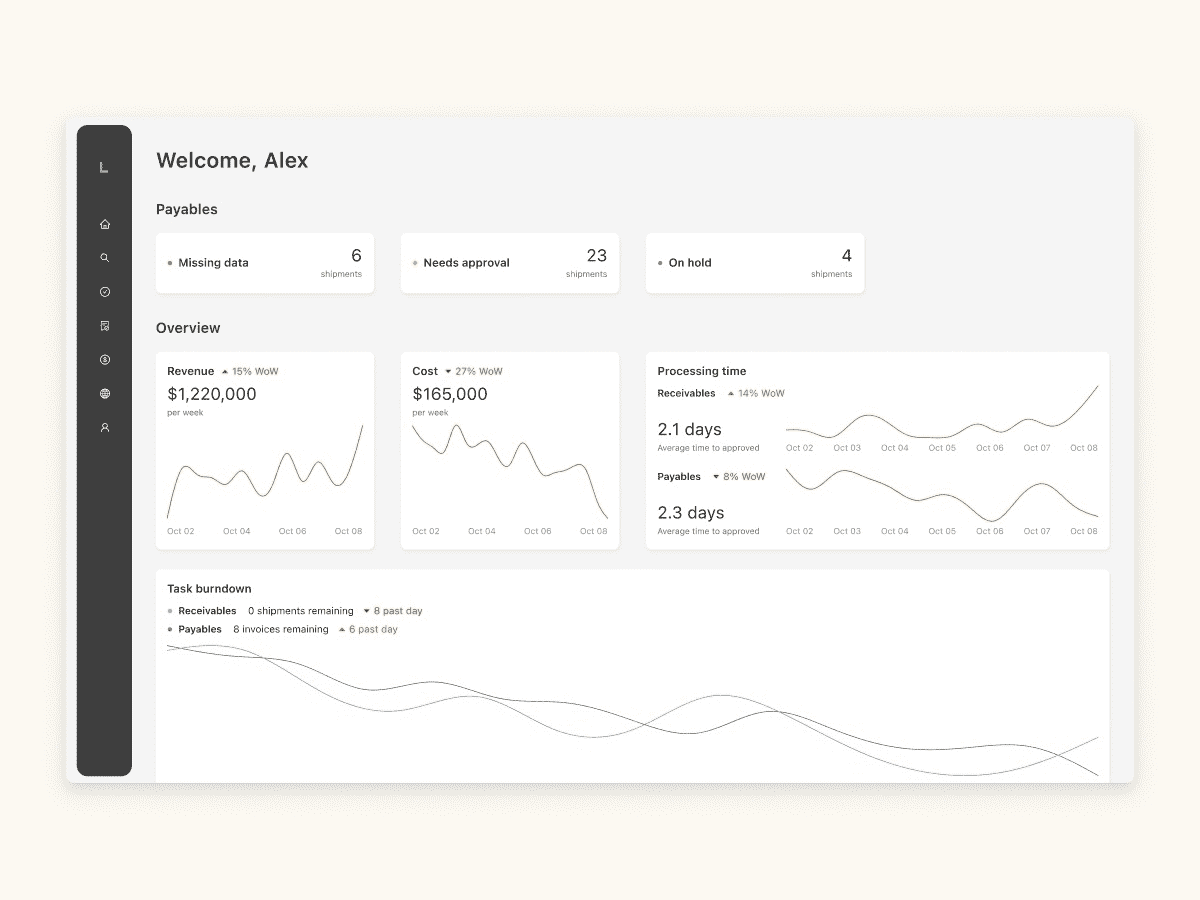 L
Welcome, Alex
Payables
Missing data 6
shipments
Needs approval 23
shipments
On hold 4
shipments
Overview
Revenue ▲ 15% WoW
$1,220,000
per week
Oct 02 Oct 04 Oct 06 Oct 08
Cost ▼ 27% WoW
$165,000
per week
Oct 02 Oct 04 Oct 06 Oct 08
Processing time
Receivables ▲ 14% WoW
2.1 days
Average time to approved
Oct 02 Oct 03 Oct 04 Oct 05 Oct 06 Oct 07 Oct 08
Payables ▼ 8% WoW
2.3 days
Average time to approved
Oct 02 Oct 03 Oct 04 Oct 05 Oct 06 Oct 07 Oct 08
Task burndown
Receivables 0 shipments remaining ▼ 8 past day
Payables 8 invoices remaining ▲ 6 past day